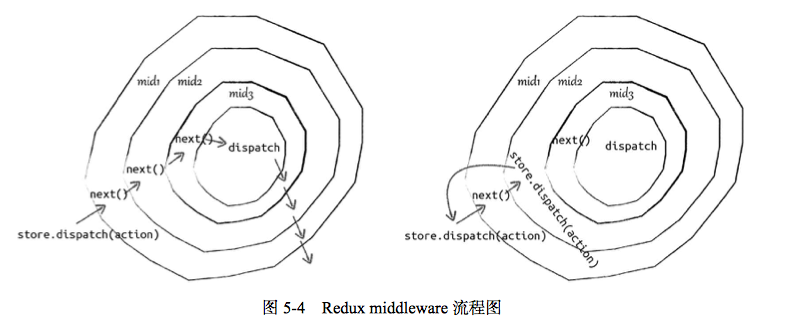 mid1
mid2
mid3
next()
dispatch
next()
next()
store.dispatch(action)
mid1
mid2
mid3
next()
dispatch
store.dispatch(action)
next()
store.dispatch(action)
图 5-4 Redux middleware 流程图